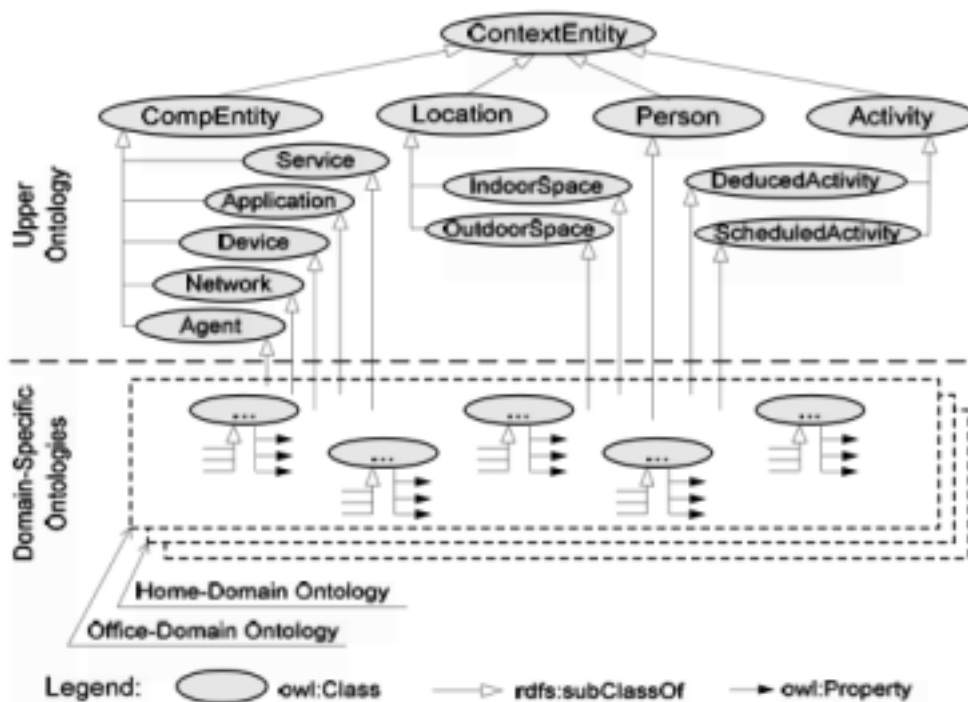 ContextEntity
CompEntity
Location
Person
Activity
Service
Application
Device
Network
Agent
IndoorSpace
OutdoorSpace
DeducedActivity
ScheduledActivity
Upper
Ontology
Domain-Specific
Ontologies
...
...
...
...
...
Home-Domain Ontology
Office-Domain Ontology
Legend: owl:Class rdfs:subClassOf owl:Property